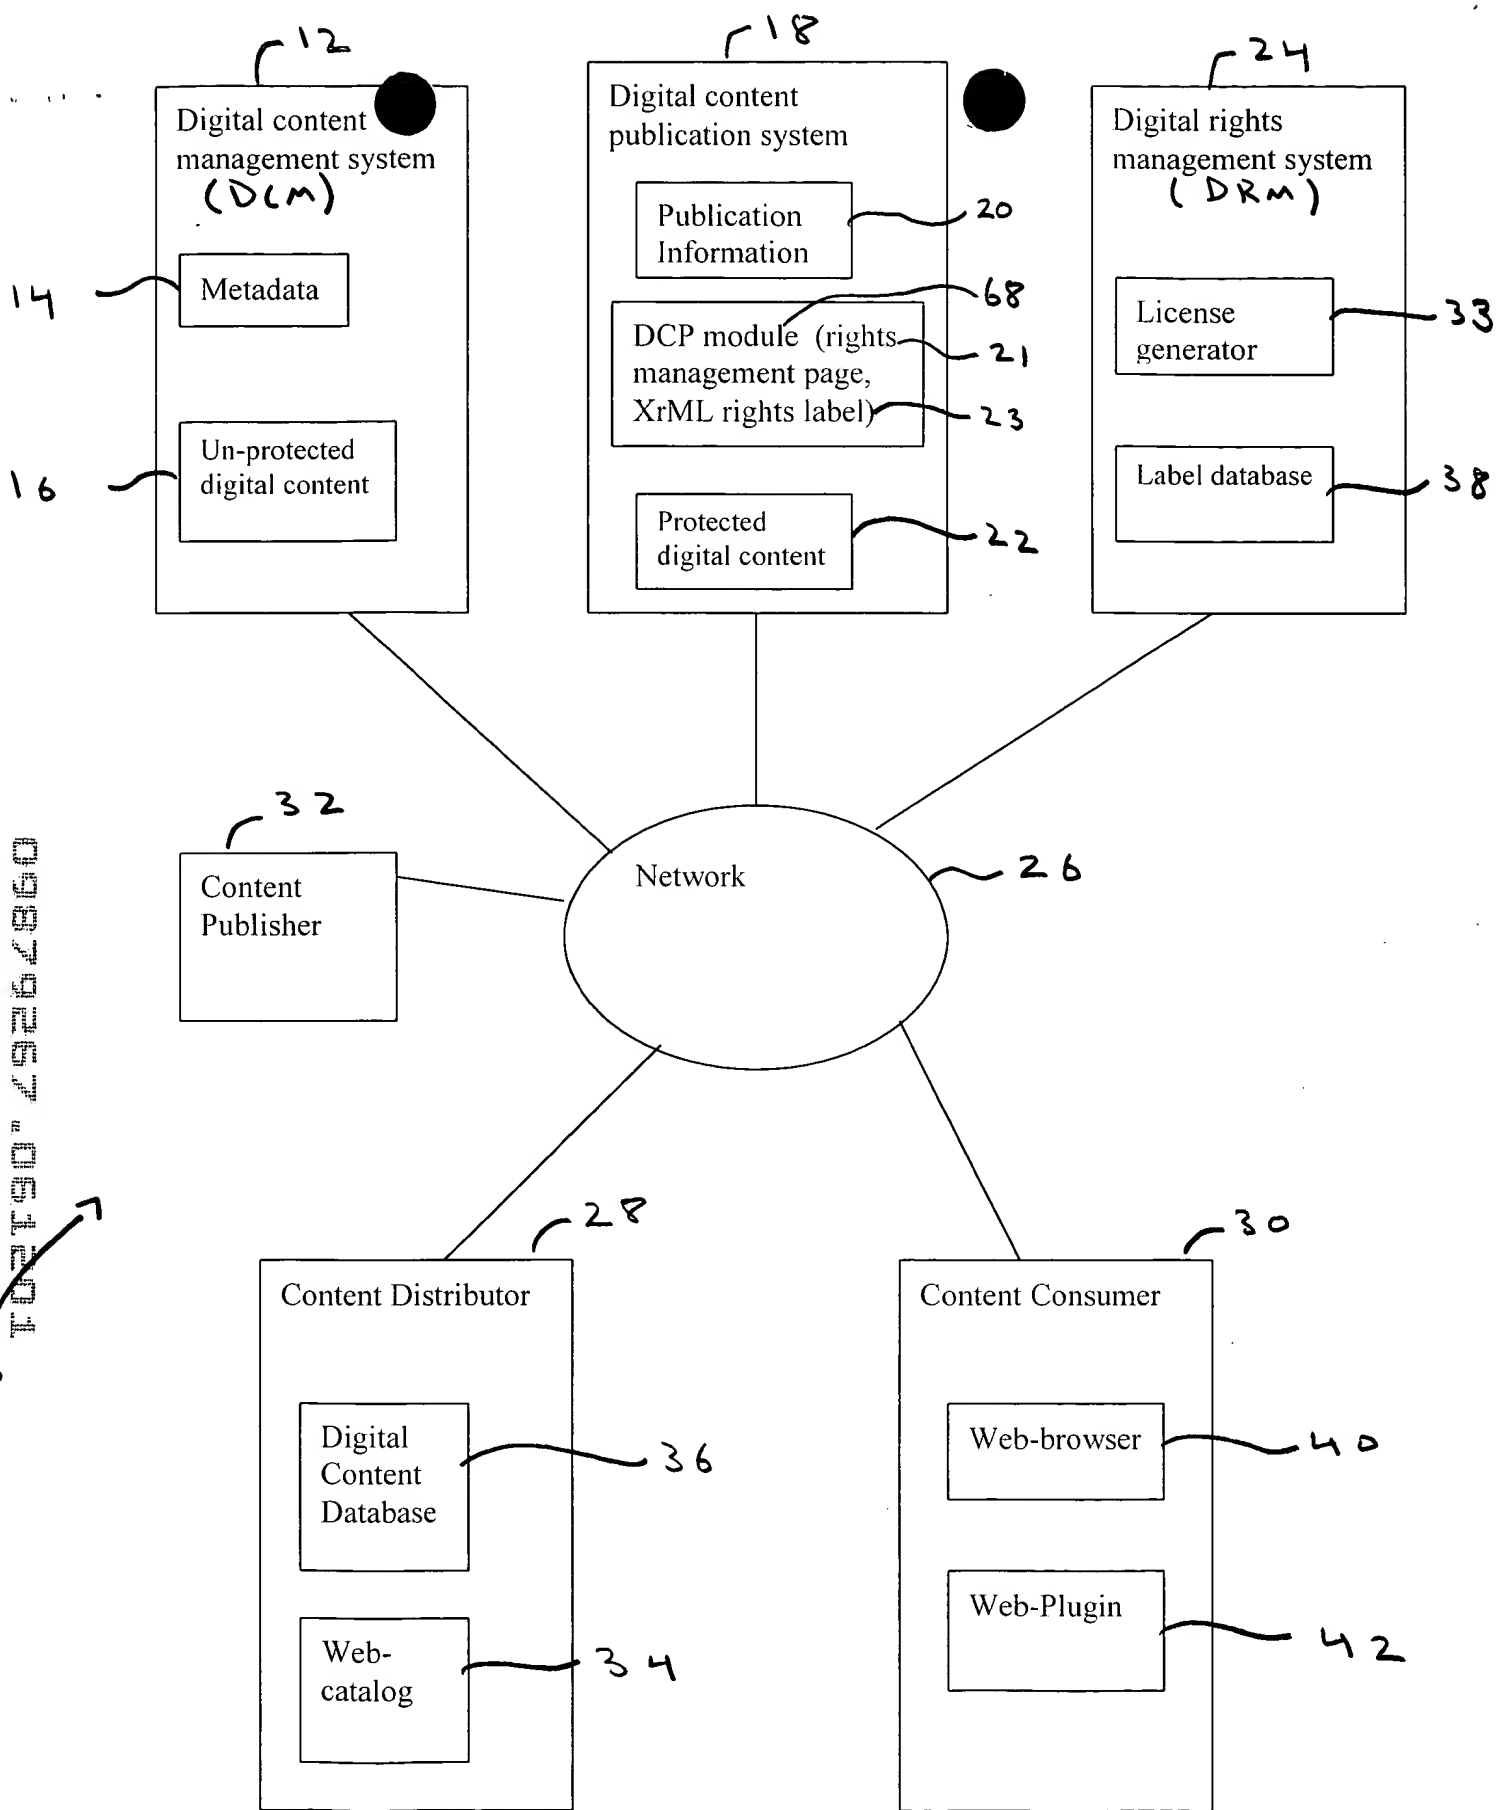 12
18
24
Digital content
management system
(DCM)
Digital content
publication system
Digital rights
management system
(DRM)
Publication
Information
20
14
Metadata
68
DCP module (rights
management page,
XrML rights label)
21
23
License
generator
33
16
Un-protected
digital content
Protected
digital content
22
Label database
38
32
Content
Publisher
Network
26
09879267.061201
28
30
Content Distributor
Content Consumer
Digital
Content
Database
36
Web-browser
40
Web-
catalog
34
Web-Plugin
42